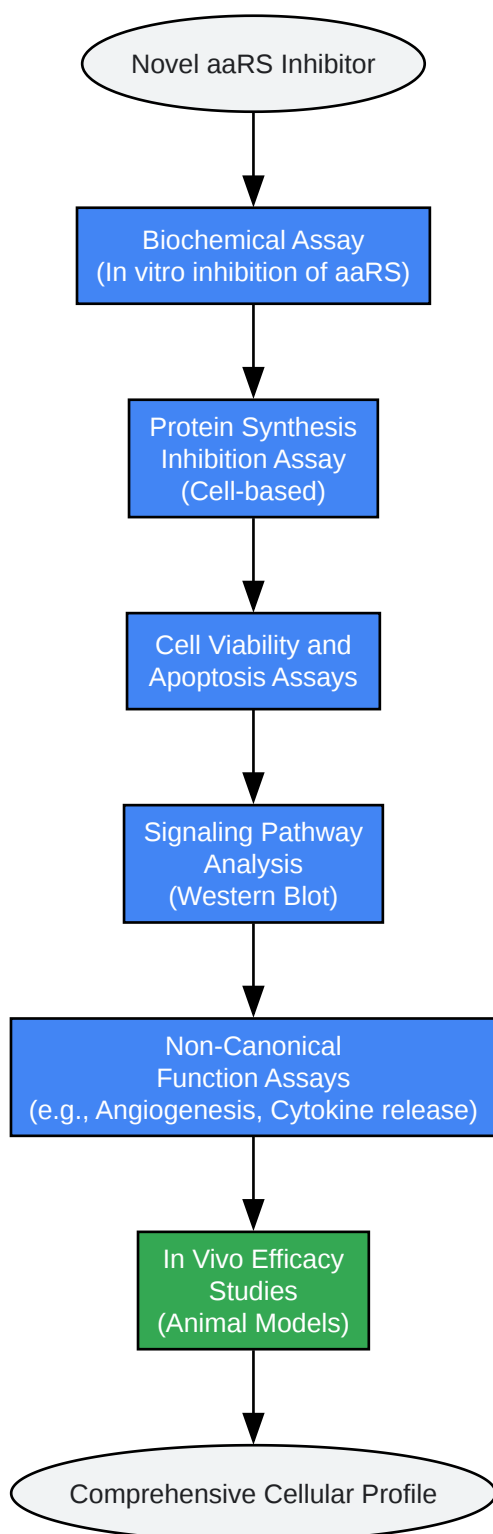 Novel aaRS Inhibitor
Biochemical Assay
(In vitro inhibition of aaRS)
Protein Synthesis
Inhibition Assay
(Cell-based)
Cell Viability and
Apoptosis Assays
Signaling Pathway
Analysis
(Western Blot)
Non-Canonical
Function Assays
(e.g., Angiogenesis, Cytokine release)
In Vivo Efficacy
Studies
(Animal Models)
Comprehensive Cellular Profile